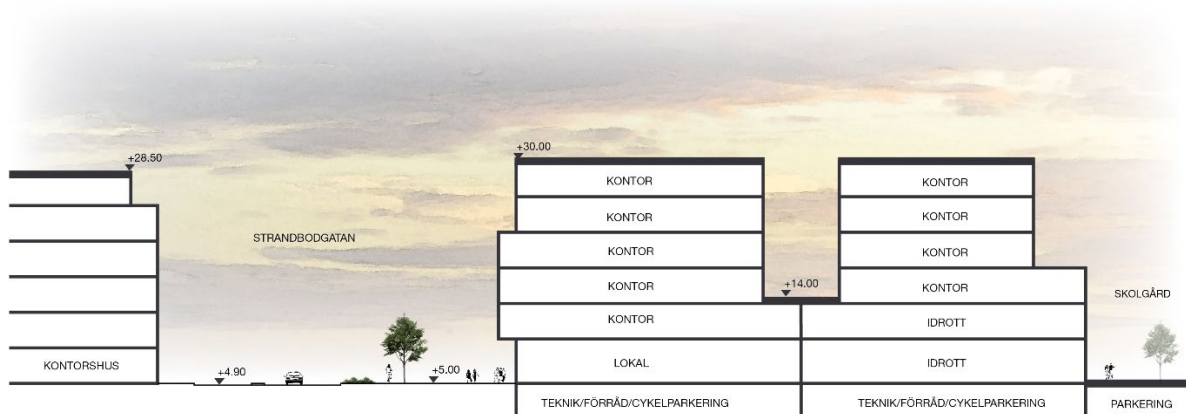 +28.50
+30.00
KONTOR
KONTOR
KONTOR
KONTOR
STRANDBODGATAN
KONTOR
KONTOR
+14.00
KONTOR
KONTOR
SKOLGÅRD
KONTOR
IDROTT
KONTORSHUS
+4.90
+5.00
LOKAL
IDROTT
TEKNIK/FÖRRÅD/CYKELPARKERING
TEKNIK/FÖRRÅD/CYKELPARKERING
PARKERING